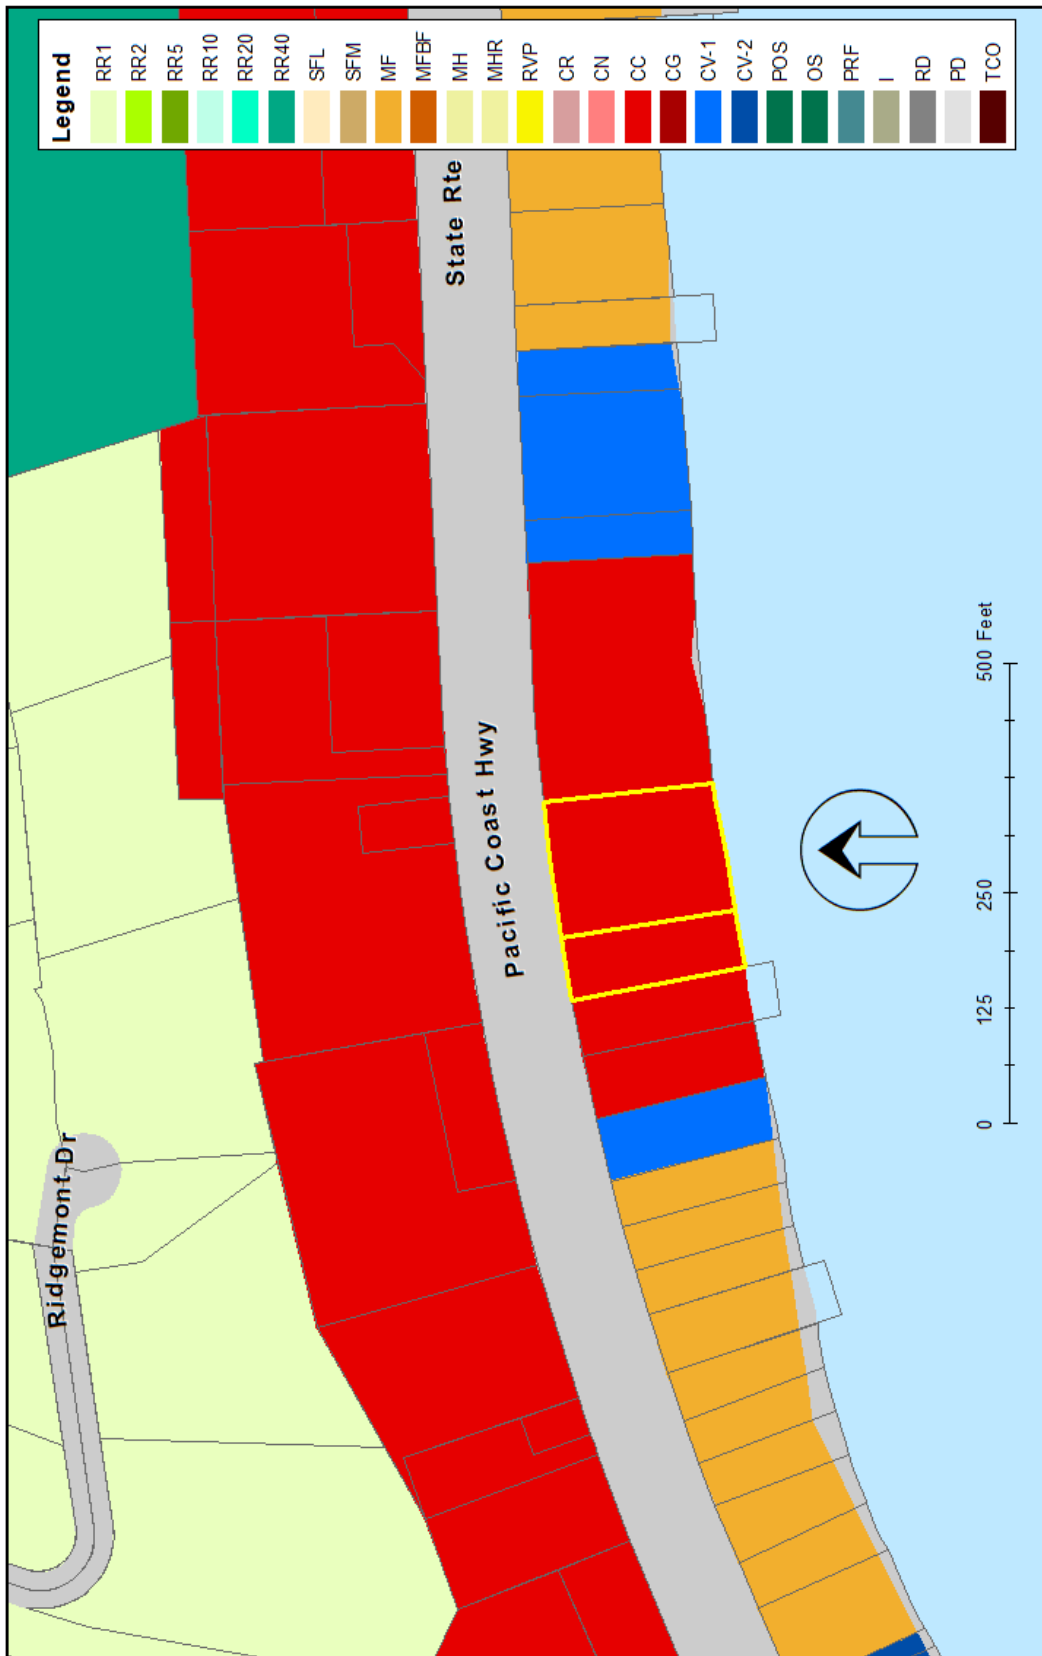 Legend
RR1
RR2
RR5
RR10
RR20
RR40
SFL
SFM
MF
MFBF
MH
MHR
RVP
CR
CN
CC
CG
CV-1
CV-2
POS
OS
PRF
I
RD
PD
TCO
State Rte
Pacific Coast Hwy
Ridgemont Dr
0 125 250 500 Feet